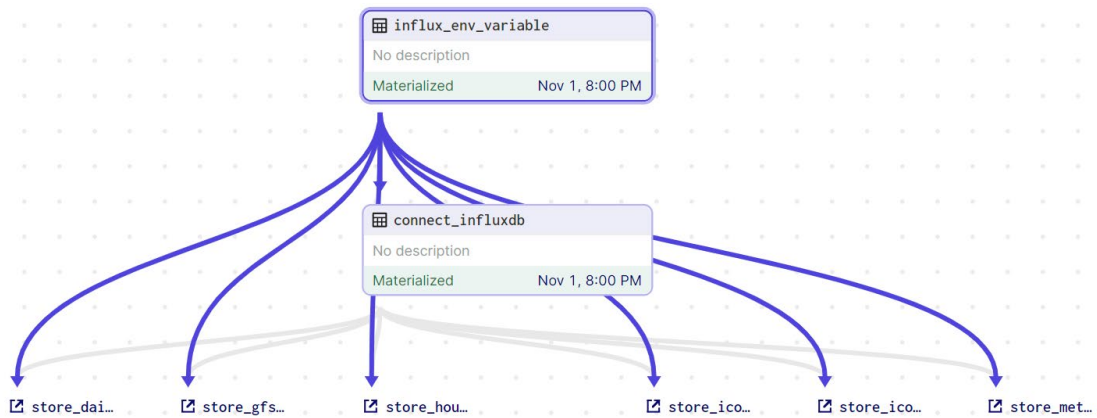 influx_env_variable
No description
Materialized Nov 1, 8:00 PM
connect_influxdb
No description
Materialized Nov 1, 8:00 PM
store_dai… store_gfs… store_hou… store_ico… store_ico… store_met…